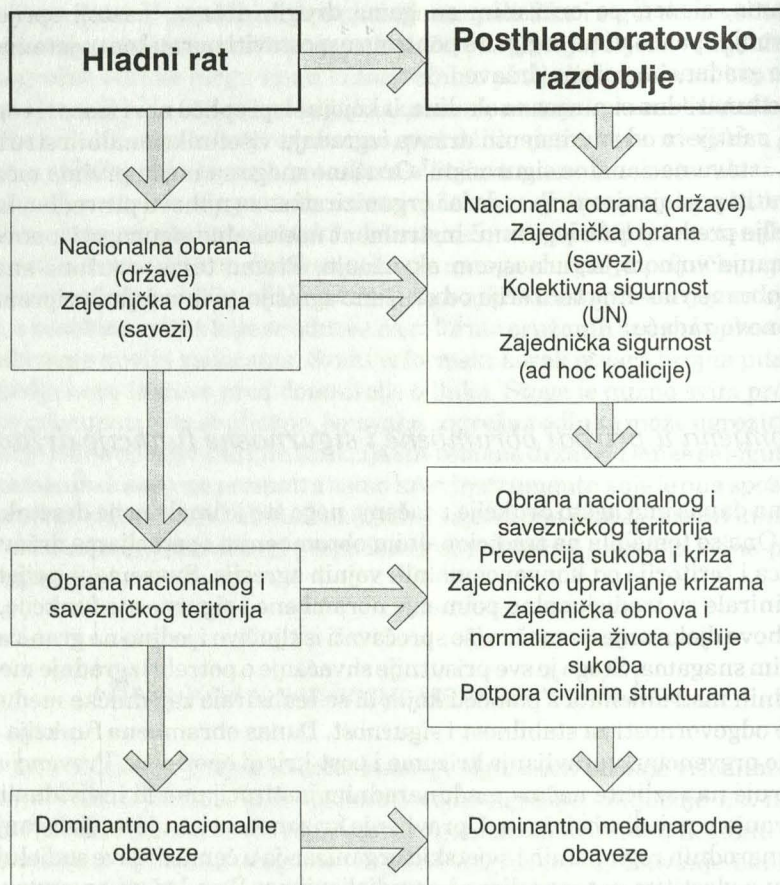 Hladni rat
Posthladnoratovsko
razdoblje
Nacionalna obrana
(države)
Zajednička obrana
(savezi)
Nacionalna obrana (države)
Zajednička obrana
(savezi)
Kolektivna sigurnost
(UN)
Zajednička sigurnost
(ad hoc koalicije)
Obrana nacionalnog i
savezničkog teritorija
Obrana nacionalnog i
savezničkog teritorija
Prevencija sukoba i kriza
Zajedničko upravljanje krizama
Zajednička obnova i
normalizacija života poslije
sukoba
Potpora civilnim strukturama
Dominantno nacionalne
obaveze
Dominantno međunarodne
obaveze